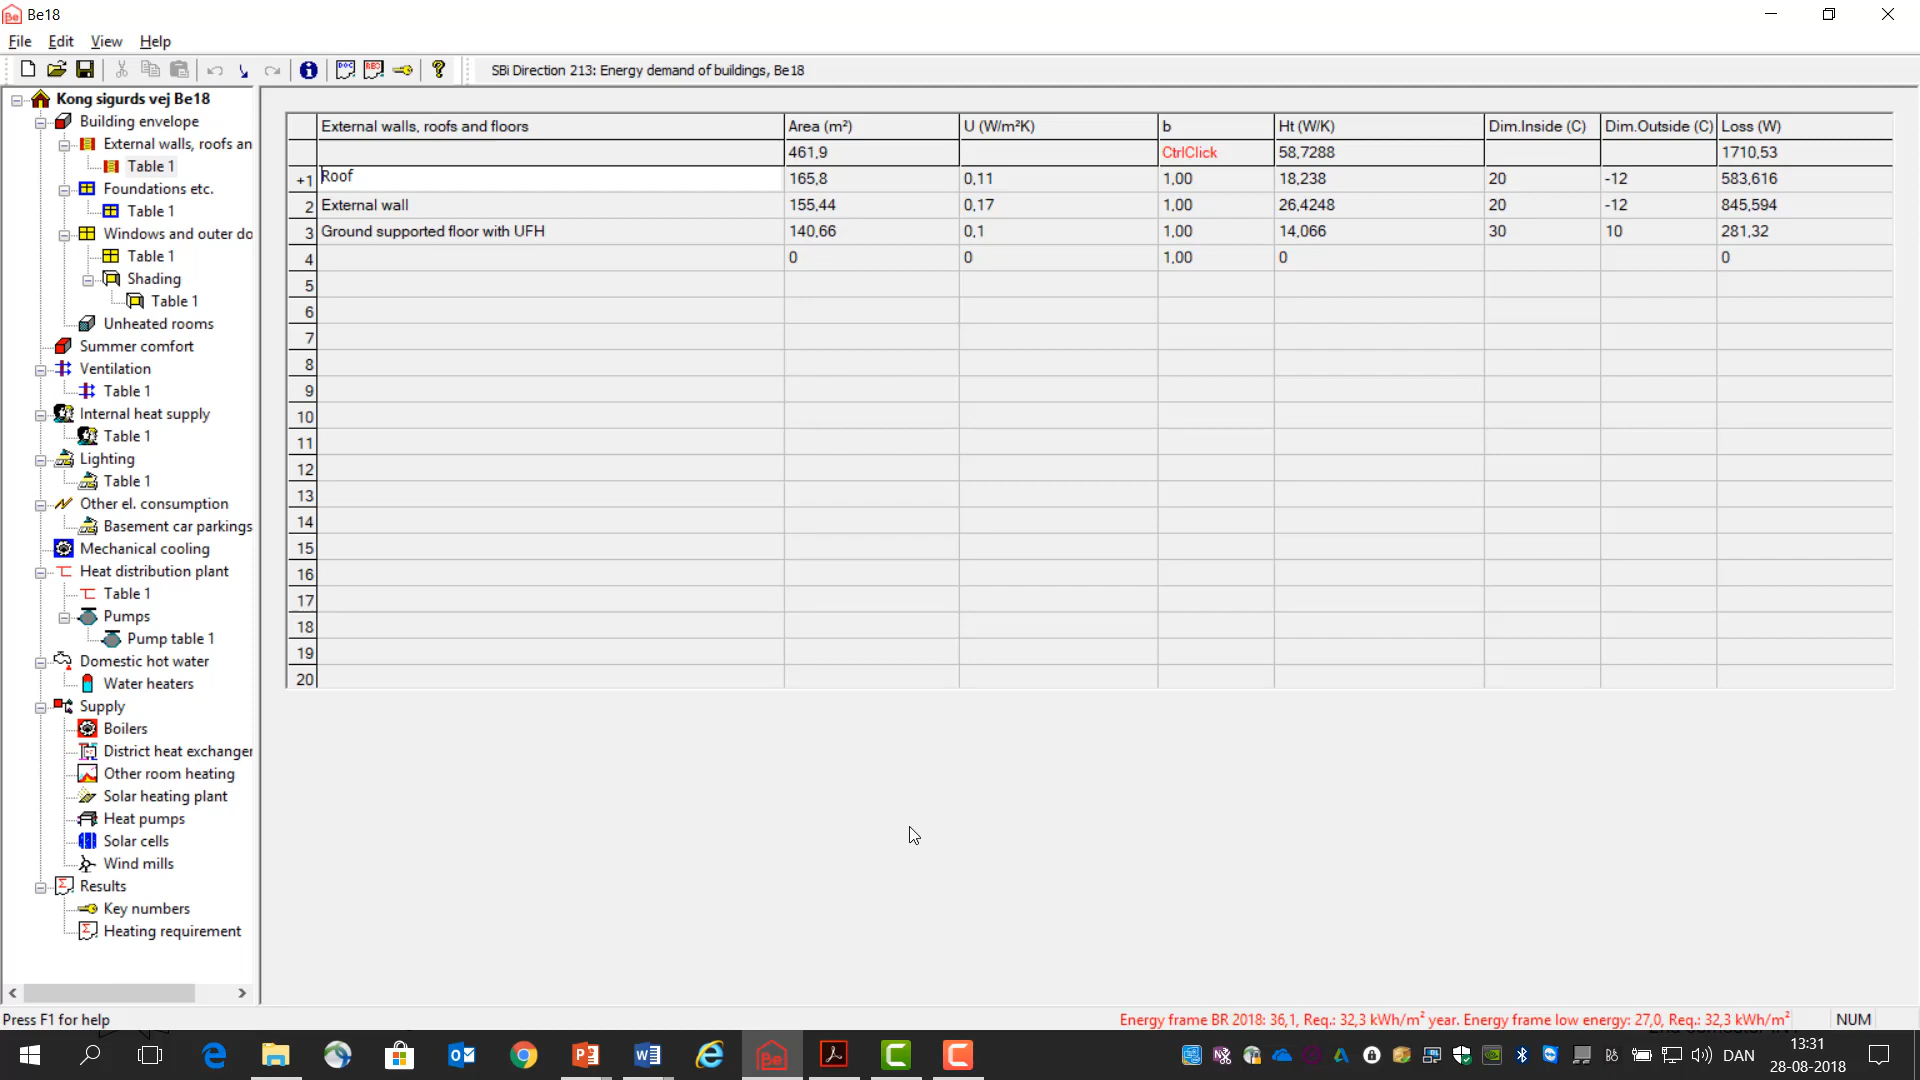 Be18
File Edit View Help
SBi Direction 213: Energy demand of buildings, Be18
Kong sigurds vej Be18
Building envelope
External walls, roofs an
Table 1
Foundations etc.
Table 1
Windows and outer do
Table 1
Shading
Table 1
Unheated rooms
Summer comfort
Ventilation
Table 1
Internal heat supply
Table 1
Lighting
Table 1
Other el. consumption
Basement car parkings
Mechanical cooling
Heat distribution plant
Table 1
Pumps
Pump table 1
Domestic hot water
Water heaters
Supply
Boilers
District heat exchanger
Other room heating
Solar heating plant
Heat pumps
Solar cells
Wind mills
Results
Key numbers
Heating requirement
External walls, roofs and floors Area (m²) U (W/m²K) b Ht (W/K) Dim.Inside (C) Dim.Outside (C) Loss (W)
461,9 CtrlClick 58,7288 1710,53
+1 Roof 165,8 0,11 1,00 18,238 20 -12 583,616
2 External wall 155,44 0,17 1,00 26,4248 20 -12 845,594
3 Ground supported floor with UFH 140,66 0,1 1,00 14,066 30 10 281,32
4 0 0 1,00 0 0
5
6
7
8
9
10
11
12
13
14
15
16
17
18
19
20
Press F1 for help
Energy frame BR 2018: 36,1, Req.: 32,3 kWh/m² year. Energy frame low energy: 27,0, Req.: 32,3 kWh/m²
NUM
DAN
13:31
28-08-2018